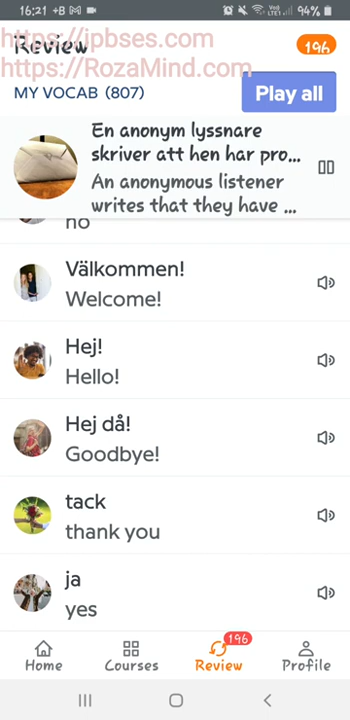 16:21 +B M 94%
https://jpbses.com
Review
196
https://RozaMind.com
MY VOCAB (807)
Play all
En anonym lyssnare
skriver att hen har pro...
An anonymous listener
writes that they have ...
no
Välkommen!
Welcome!
Hej!
Hello!
Hej då!
Goodbye!
tack
thank you
ja
yes
196
Home Courses Review Profile